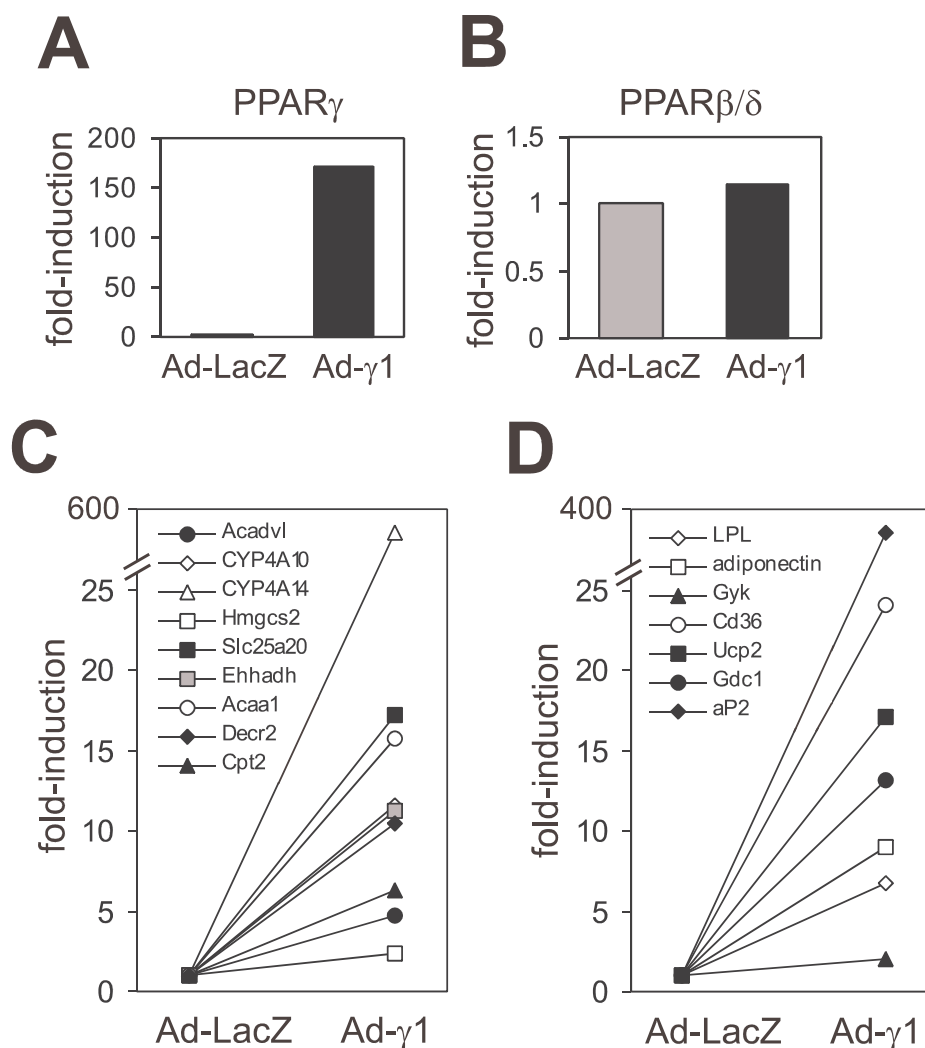 A
PPARγ
fold-induction
200
150
100
50
0
Ad-LacZ Ad-γ1
B
PPARβ/δ
fold-induction
1.5
1
0.5
0
Ad-LacZ Ad-γ1
C
fold-induction
600
25
20
15
10
5
0
Acadvl
CYP4A10
CYP4A14
Hmgcs2
Slc25a20
Ehhadh
Acaa1
Decr2
Cpt2
Ad-LacZ Ad-γ1
D
fold-induction
400
25
20
15
10
5
0
LPL
adiponectin
Gyk
Cd36
Ucp2
Gdc1
aP2
Ad-LacZ Ad-γ1